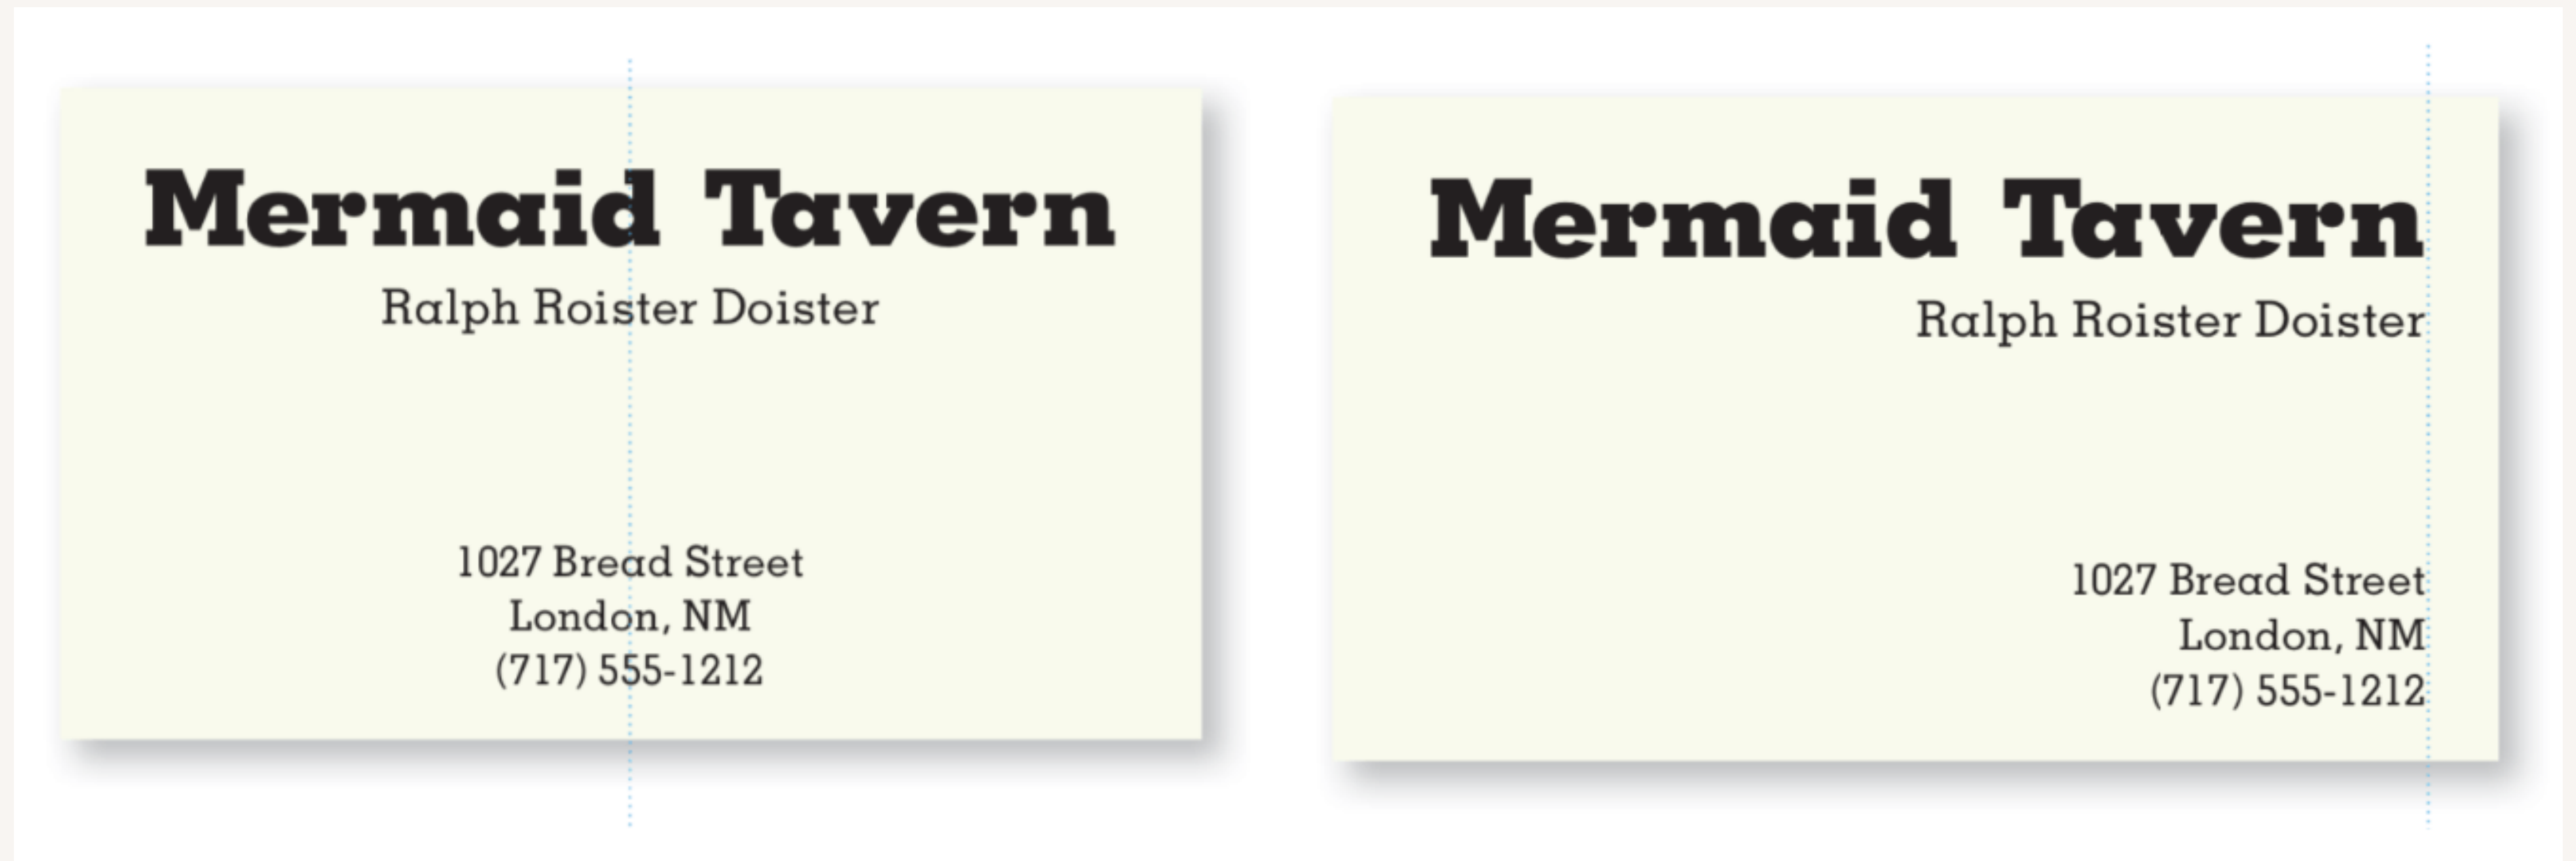 Mermaid Tavern
Ralph Roister Doister
1027 Bread Street
London, NM
(717) 555-1212
Mermaid Tavern
Ralph Roister Doister
1027 Bread Street
London, NM
(717) 555-1212